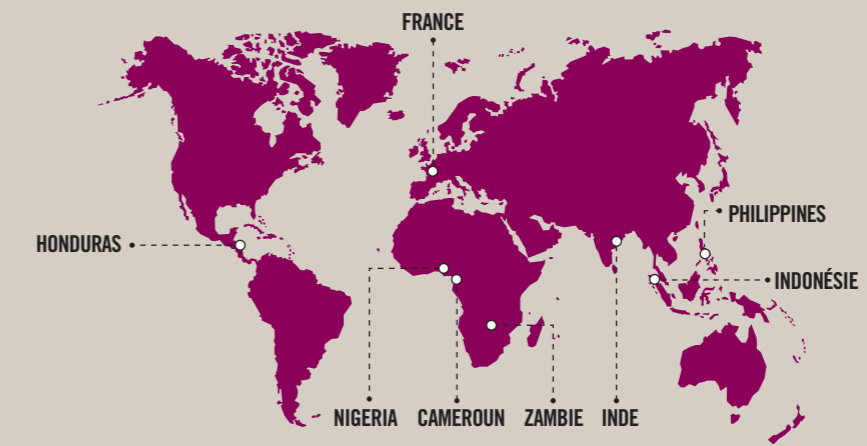 FRANCE
PHILIPPINES
HONDURAS
INDONÉSIE
NIGERIA
CAMEROUN
ZAMBIE
INDE